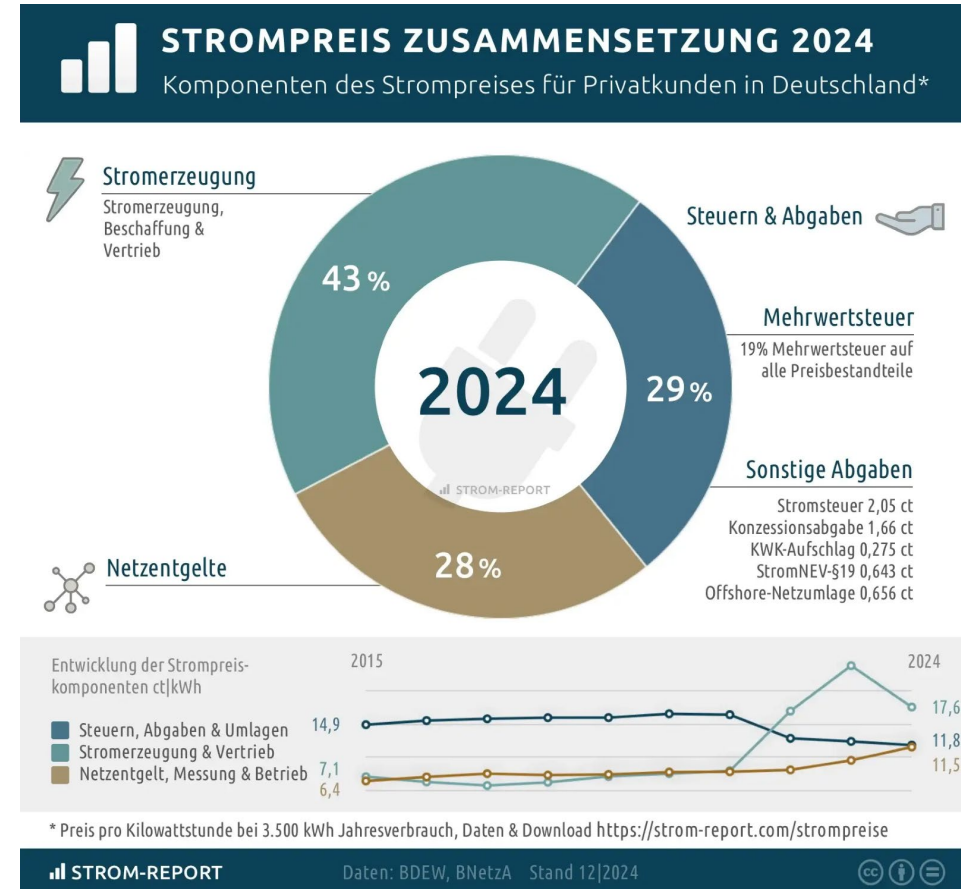 STROMPREIS ZUSAMMENSETZUNG 2024
Komponenten des Strompreises für Privatkunden in Deutschland*
Stromerzeugung
Stromerzeugung,
Beschaffung &
Vertrieb
43 %
Steuern & Abgaben
Mehrwertsteuer
19% Mehrwertsteuer auf
alle Preisbestandteile
2024
29 %
STROM-REPORT
Sonstige Abgaben
Stromsteuer 2,05 ct
Konzessionsabgabe 1,66 ct
KWK-Aufschlag 0,275 ct
StromNEV-§19 0,643 ct
Offshore-Netzumlage 0,656 ct
Netzentgelte
28 %
Entwicklung der Strompreis-
komponenten ct|kWh
2015
2024
Steuern, Abgaben & Umlagen
Stromerzeugung & Vertrieb
Netzentgelt, Messung & Betrieb
14,9
7,1
6,4
17,6
11,8
11,5
* Preis pro Kilowattstunde bei 3.500 kWh Jahresverbrauch, Daten & Download https://strom-report.com/strompreise
STROM-REPORT
Daten: BDEW, BNetzA Stand 12|2024
cc